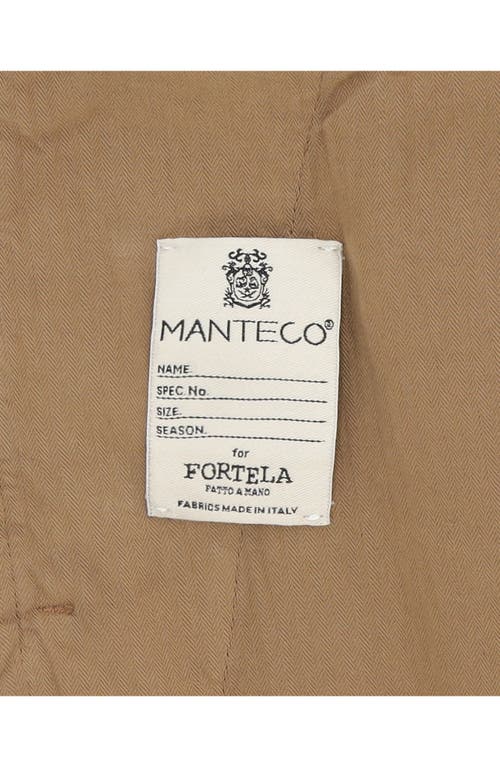 MANTECO®
NAME
SPEC. No.
SIZE
SEASON
for
FORTELA
FATTO A MANO
FABRICS MADE IN ITALY